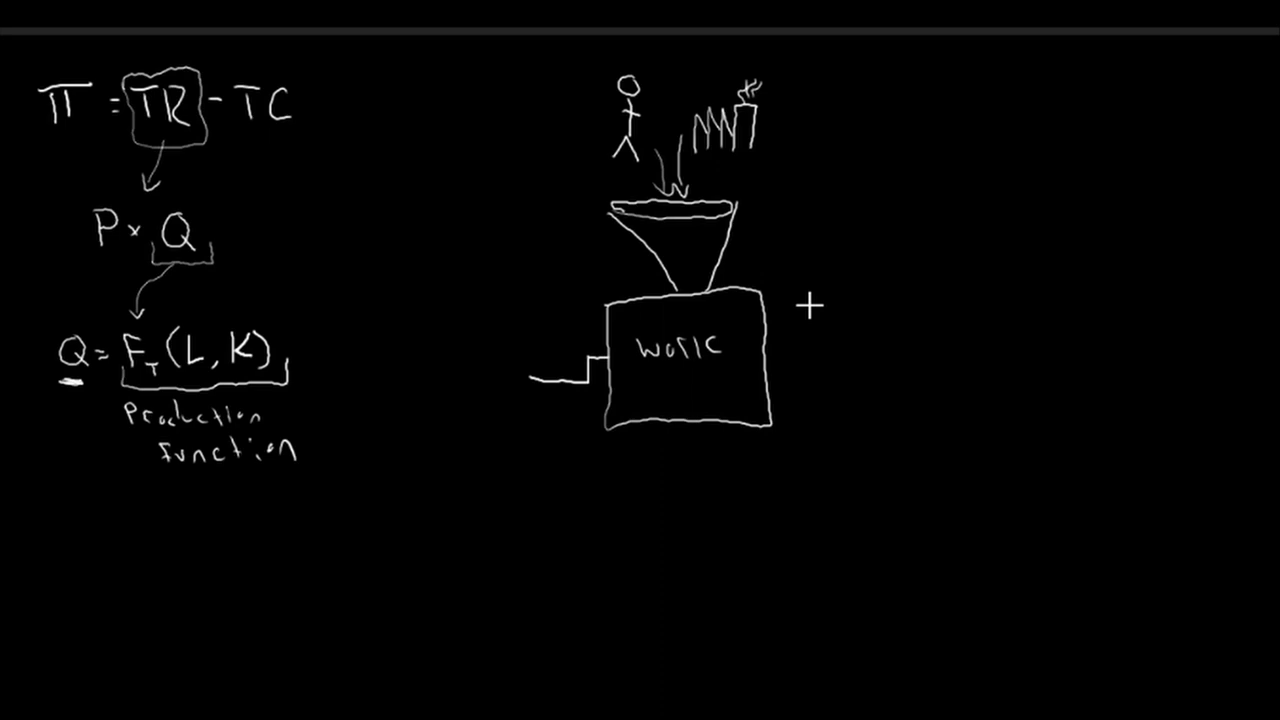 π = TR - TC
P × Q
Q = F_T (L, K)
Production
Function
WORK